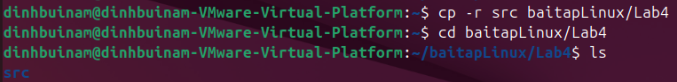 dinhbuinam@dinhbuinam-VMware-Virtual-Platform:~$ cp -r src baitapLinux/Lab4
dinhbuinam@dinhbuinam-VMware-Virtual-Platform:~$ cd baitapLinux/Lab4
dinhbuinam@dinhbuinam-VMware-Virtual-Platform:~/baitapLinux/Lab4$ ls
src